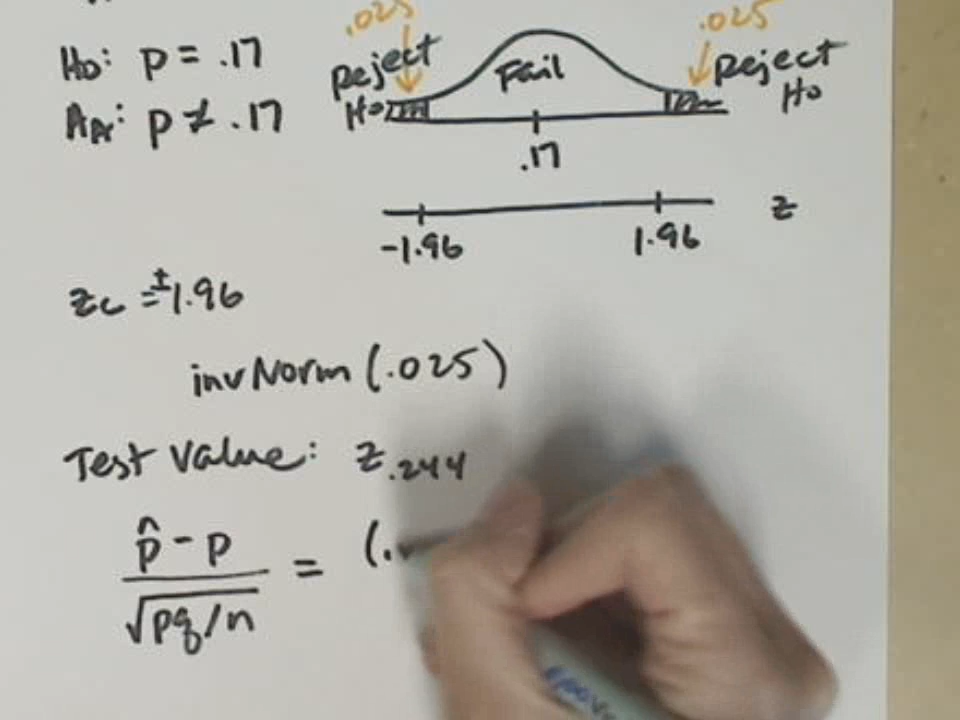 .025 .025
Ho: p = .17 Reject Ho Fail Reject Ho
HA: p ≠ .17
.17
-1.96 1.96 z
zc = ±1.96
invNorm (.025)
Test Value: z.244
p̂ - p / √pq/n = (.